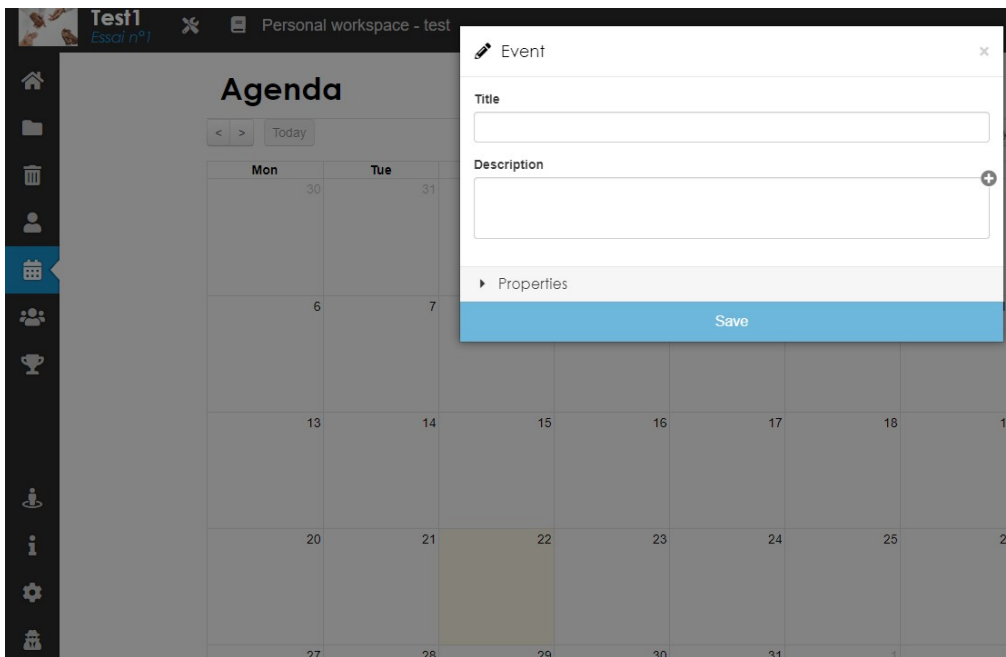 Test1
Essai n°1
Personal workspace - test
Event
×
Agenda
Title
< > Today
Description
Mon Tue
30 31
Properties
6 7
Save
13 14 15 16 17 18
20 21 22 23 24 25
27 28 29 30 31 1